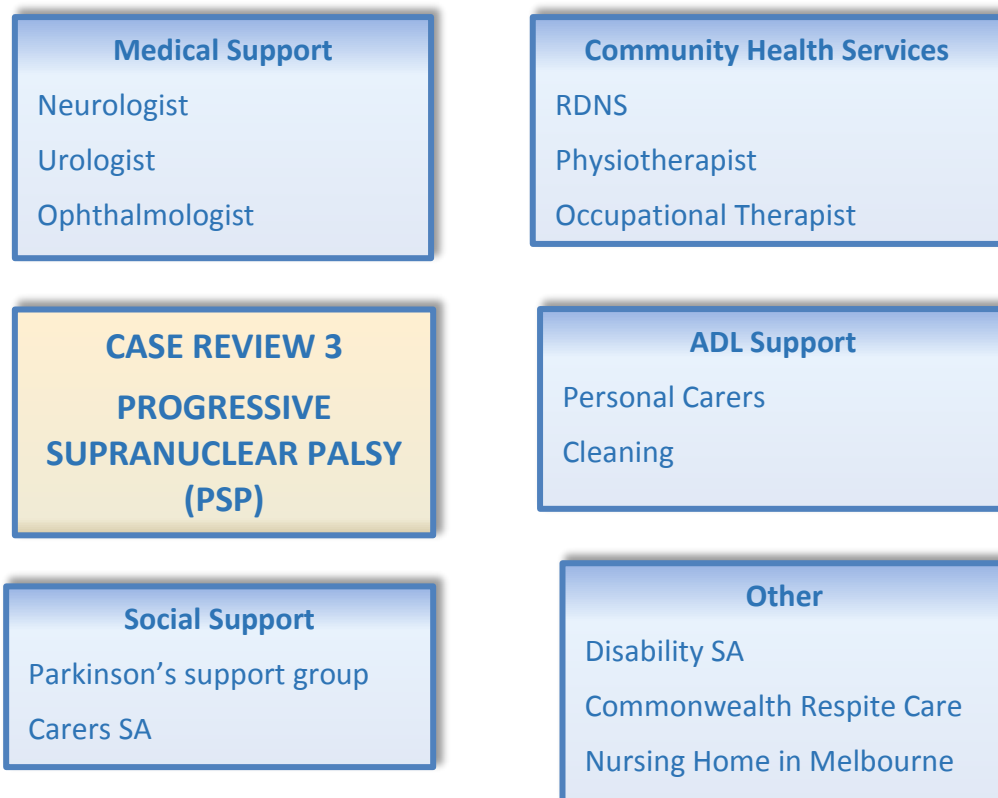 Medical Support
Neurologist
Urologist
Ophthalmologist
Community Health Services
RDNS
Physiotherapist
Occupational Therapist
CASE REVIEW 3
PROGRESSIVE
SUPRANUCLEAR PALSY
(PSP)
ADL Support
Personal Carers
Cleaning
Social Support
Parkinson’s support group
Carers SA
Other
Disability SA
Commonwealth Respite Care
Nursing Home in Melbourne